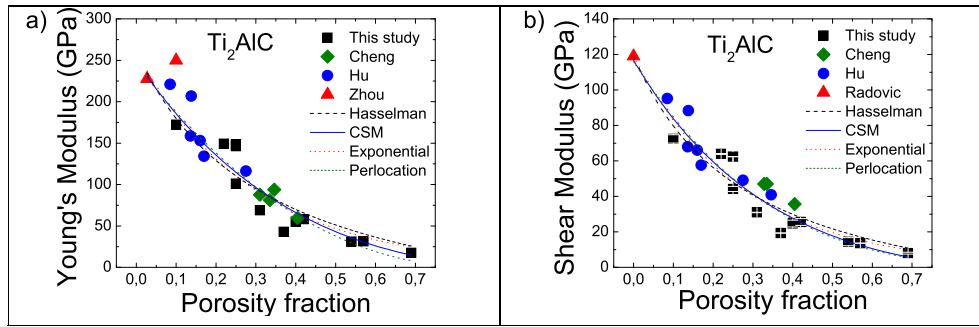 a)
Ti2AlC
This study
Cheng
Hu
Zhou
Hasselman
CSM
Exponential
Perlocation
Young's Modulus (GPa)
300
250
200
150
100
50
0
0,0 0,1 0,2 0,3 0,4 0,5 0,6 0,7
Porosity fraction
b)
Ti2AlC
This study
Cheng
Hu
Radovic
Hasselman
CSM
Exponential
Perlocation
Shear Modulus (GPa)
140
120
100
80
60
40
20
0
0,0 0,1 0,2 0,3 0,4 0,5 0,6 0,7
Porosity fraction